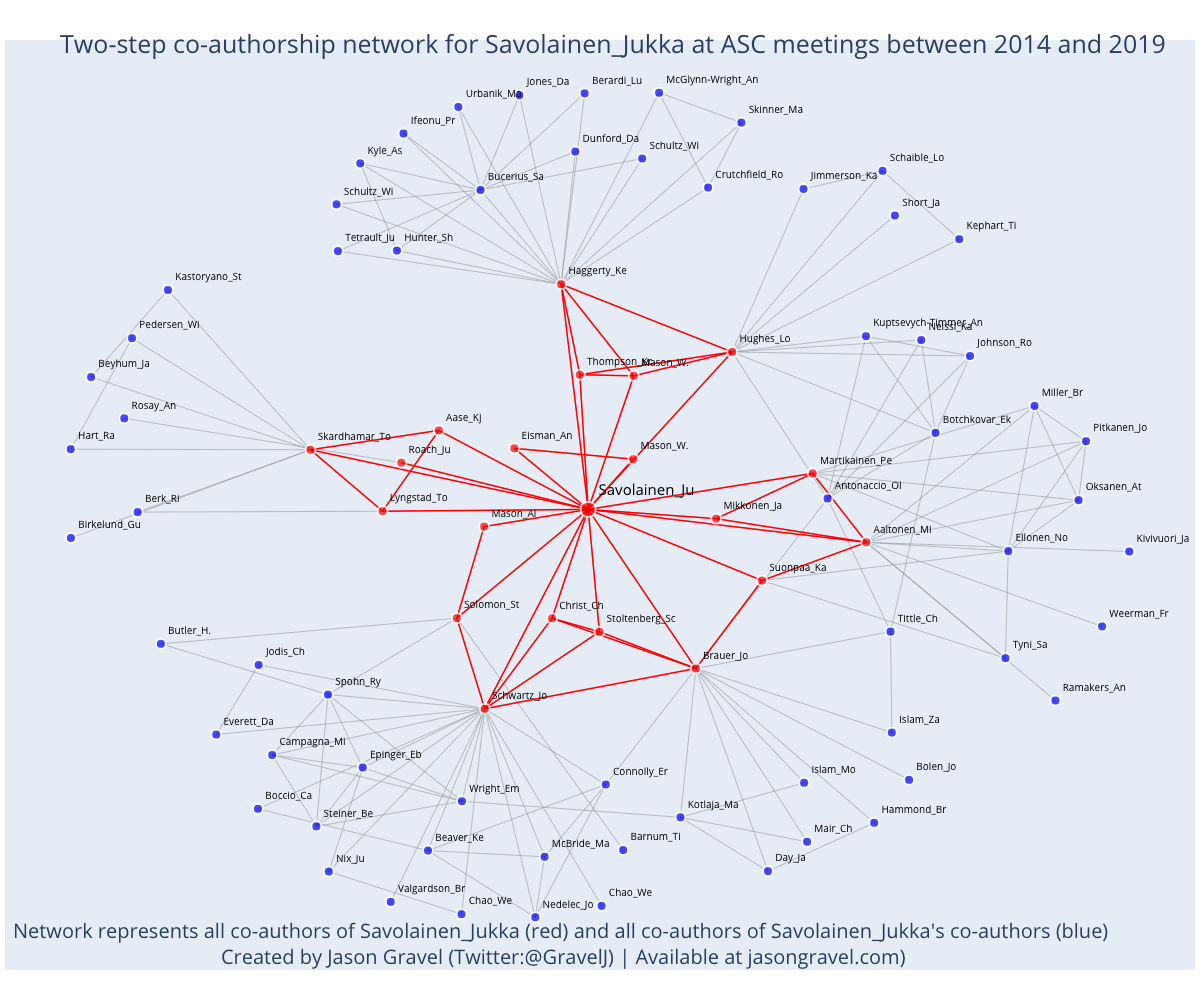 Two-step co-authorship network for Savolainen_Jukka at ASC meetings between 2014 and 2019
Jones_Da
Berardi_Lu
McGlynn-Wright_An
Urbanik_Ma
Skinner_Ma
Ifeonu_Pr
Dunford_Da
Schultz_Wi
Kyle_As
Bucerius_Sa
Crutchfield_Ro
Schaible_Lo
Jimmerson_Ka
Schultz_Wi
Short_Ja
Kephart_Ti
Tetrault_Ju
Hunter_Sh
Haggerty_Ke
Kastoryano_St
Pedersen_Wi
Kuptsevych-Timmer_An
Johnson_Ro
Hughes_Lo
Beyhum_Ja
Mason_W.
Miller_Br
Rosay_An
Aase_Kj
Botchkovar_Ek
Pitkanen_Jo
Hart_Ra
Skardhamar_To
Roach_Ju
Eisman_An
Mason_W.
Martikainen_Pe
Savolainen_Ju
Antonaccio_Ol
Oksanen_At
Berk_Ri
Lyngstad_To
Mason_Al
Mikkonen_Ja
Birkelund_Gu
Aaltonen_Mi
Ellonen_No
Kivivuori_Ja
Suonpaa_Ka
Solomon_St
Christ_Ch
Stoltenberg_Sc
Tittle_Ch
Weerman_Fr
Butler_H.
Jodis_Ch
Brauer_Jo
Tyni_Sa
Spohn_Ry
Schwartz_Jo
Ramakers_An
Everett_Da
Islam_Za
Campagna_Mi
Epinger_Eb
Connolly_Er
Islam_Mo
Bolen_Jo
Boccio_Ca
Wright_Em
Kotlaja_Ma
Hammond_Br
Steiner_Be
Beaver_Ke
McBride_Ma
Barnum_Ti
Mair_Ch
Nix_Ju
Day_Ja
Valgardson_Br
Chao_We
Nedelec_Jo
Chao_We
Network represents all co-authors of Savolainen_Jukka (red) and all co-authors of Savolainen_Jukka's co-authors (blue)
Created by Jason Gravel (Twitter:@GravelJ) | Available at jasongravel.com)